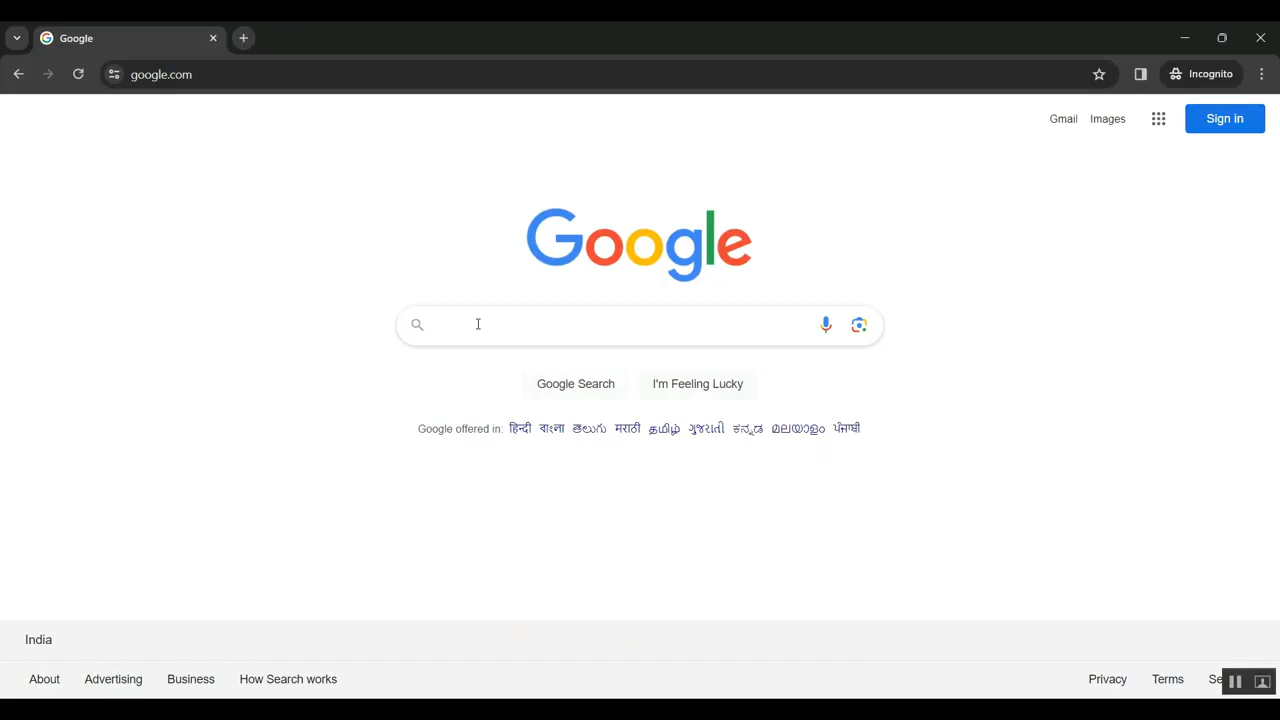 Google
google.com
Incognito
Gmail Images Sign in
Google
Google Search I'm Feeling Lucky
Google offered in: हिन्दी বাংলা తెలుగు मराठी தமிழ் ગુજરાતી ಕನ್ನಡ മലയാളം ਪੰਜਾਬੀ
India
About Advertising Business How Search works Privacy Terms Se